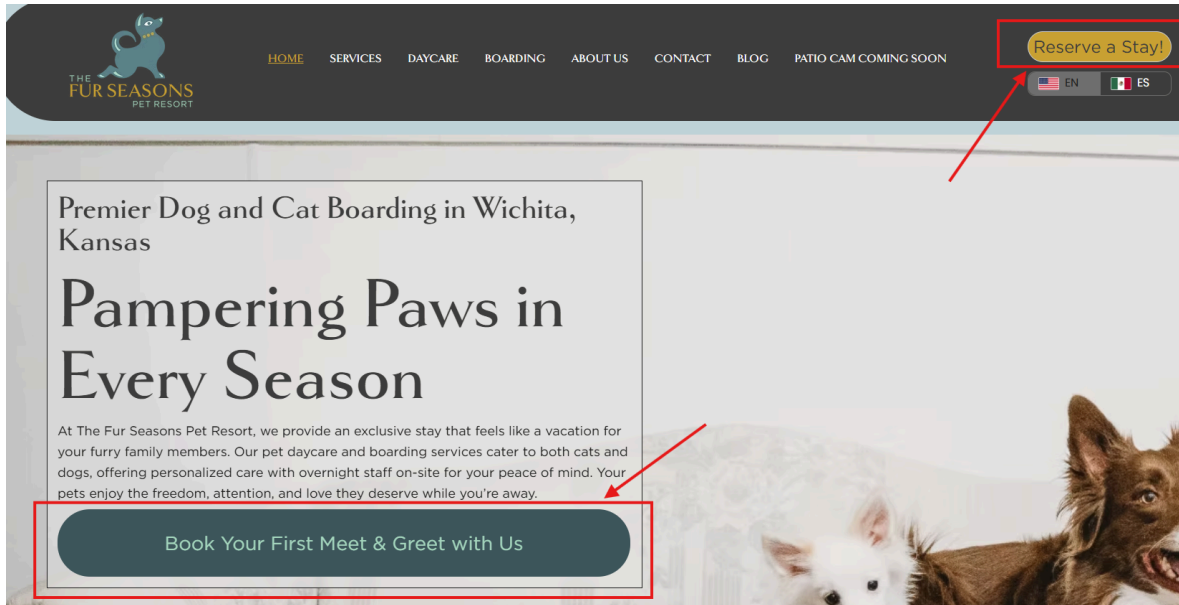 THE
FUR SEASONS
PET RESORT
HOME SERVICES DAYCARE BOARDING ABOUT US CONTACT BLOG PATIO CAM COMING SOON
Reserve a Stay!
EN ES
Premier Dog and Cat Boarding in Wichita,
Kansas
Pampering Paws in
Every Season
At The Fur Seasons Pet Resort, we provide an exclusive stay that feels like a vacation for
your furry family members. Our pet daycare and boarding services cater to both cats and
dogs, offering personalized care with overnight staff on-site for your peace of mind. Your
pets enjoy the freedom, attention, and love they deserve while you're away.
Book Your First Meet & Greet with Us